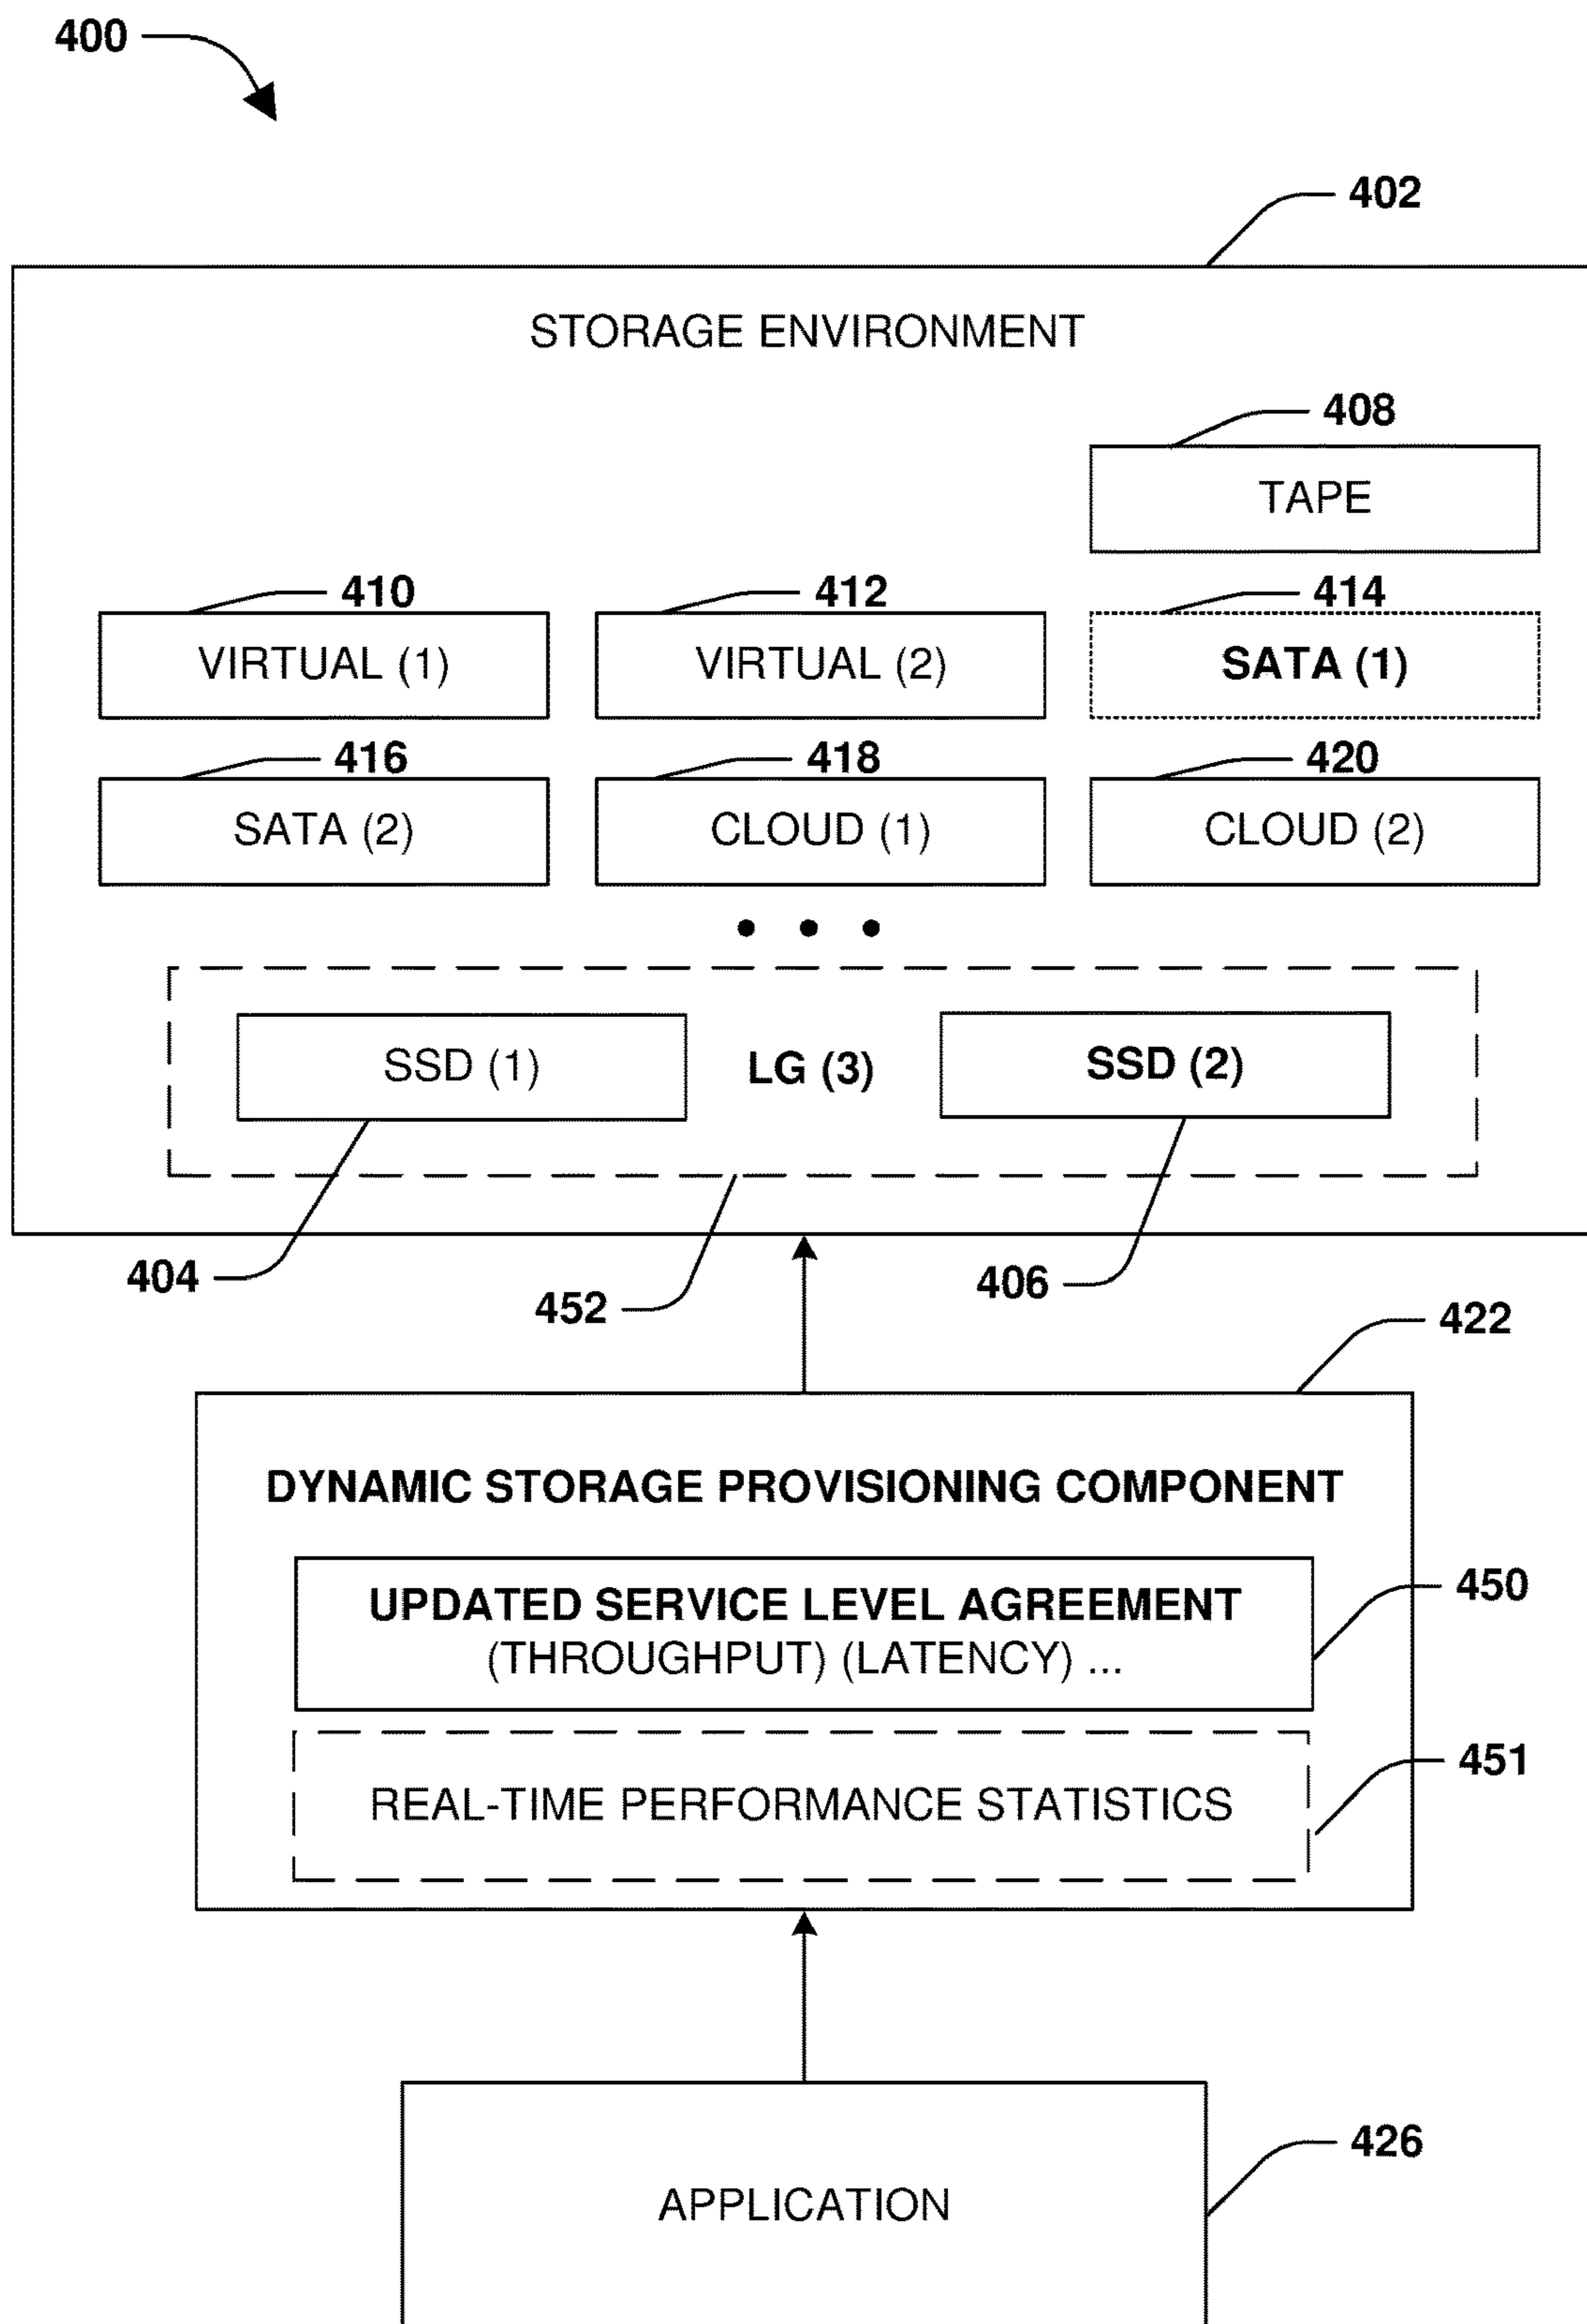 400
402
STORAGE ENVIRONMENT
408
TAPE
410
412
414
VIRTUAL (1)
VIRTUAL (2)
SATA (1)
416
418
420
SATA (2)
CLOUD (1)
CLOUD (2)
• • •
SSD (1)
LG (3)
SSD (2)
404
406
452
422
DYNAMIC STORAGE PROVISIONING COMPONENT
UPDATED SERVICE LEVEL AGREEMENT
(THROUGHPUT) (LATENCY) ...
450
451
REAL-TIME PERFORMANCE STATISTICS
426
APPLICATION